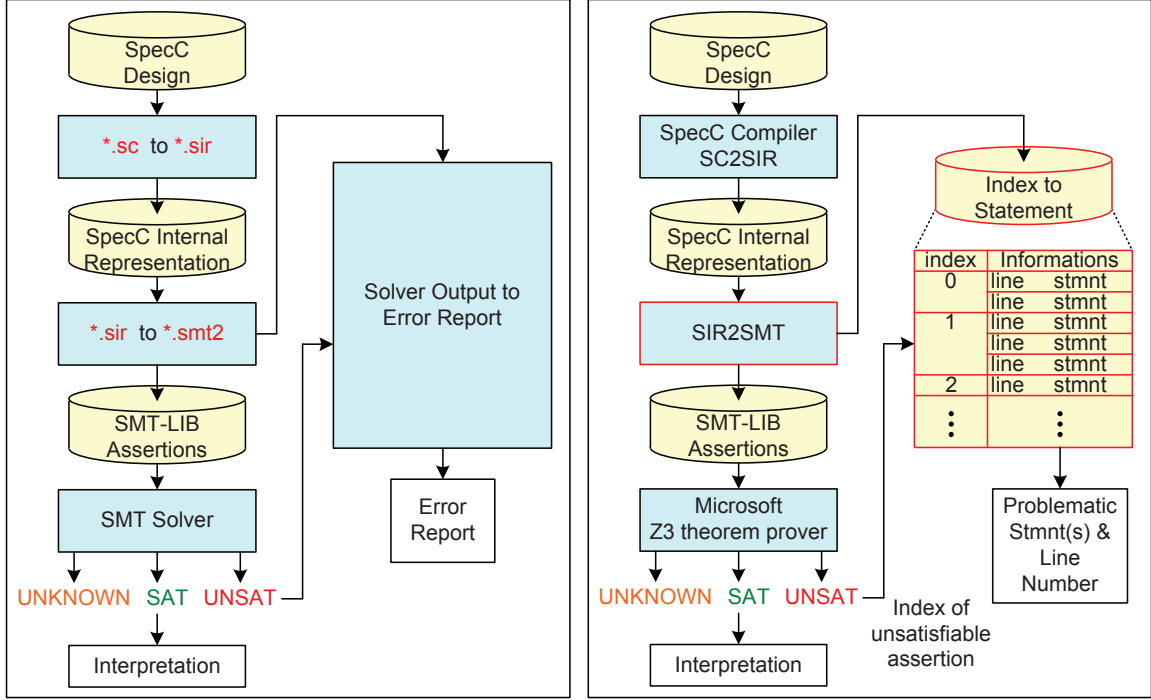 SpecC
Design
*.sc to *.sir
SpecC Internal
Representation
*.sir to *.smt2
SMT-LIB
Assertions
SMT Solver
UNKNOWN SAT UNSAT
Interpretation
Solver Output to
Error Report
Error
Report
SpecC
Design
SpecC Compiler
SC2SIR
SpecC Internal
Representation
SIR2SMT
SMT-LIB
Assertions
Microsoft
Z3 theorem prover
UNKNOWN SAT UNSAT
Interpretation
Index to
Statement
index Informations
0 line stmnt
line stmnt
1 line stmnt
line stmnt
line stmnt
2 line stmnt
Index of
unsatisfiable
assertion
Problematic
Stmnt(s) &
Line
Number